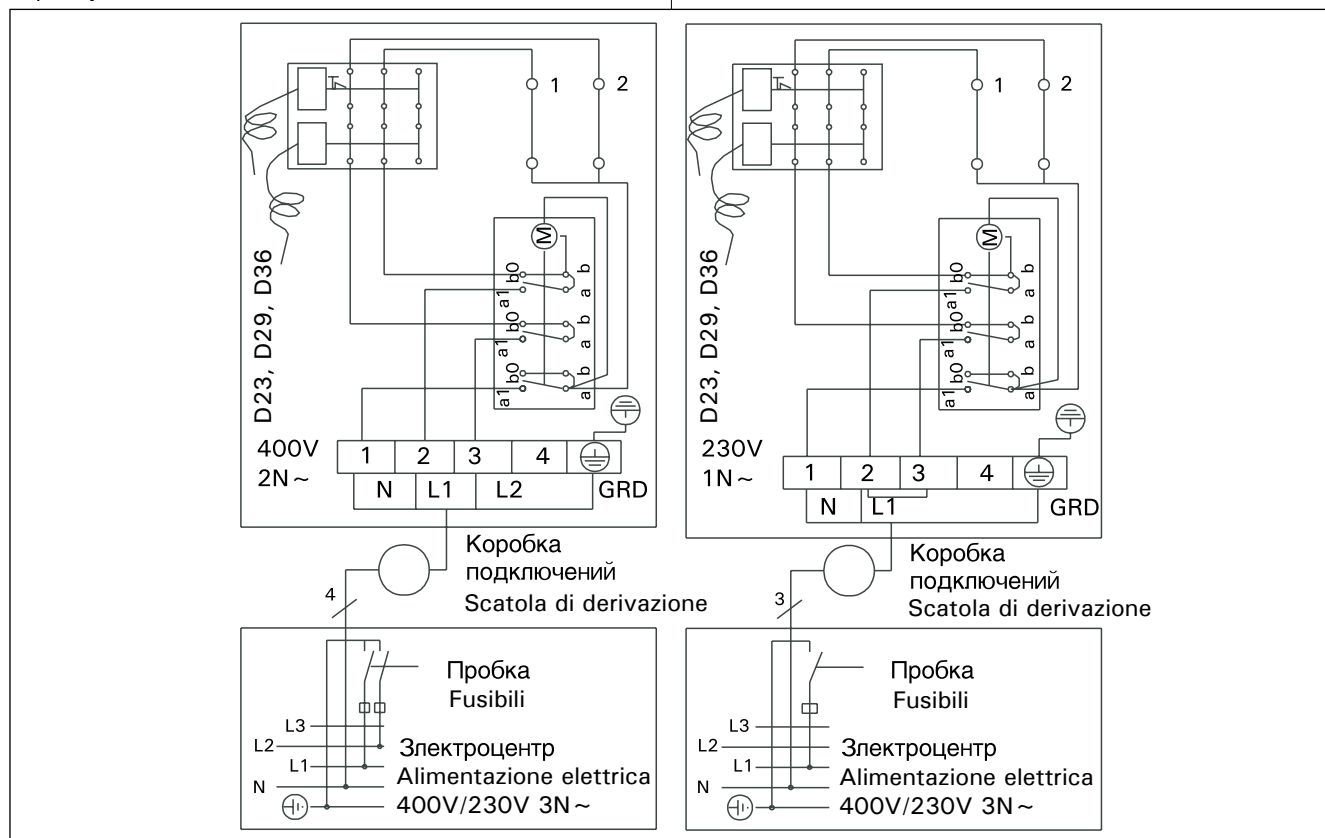 1
2
M
b0
b
a1
a
b0
b
a1
a
b0
b
a1
a
D23, D29, D36
400V
2N~
1
2
3
4
N
L1
L2
GRD
Коробка
подключений
Scatola di derivazione
4
Пробка
Fusibili
L3
L2
L1
N
Злектроцентр
Alimentazione elettrica
400V/230V 3N~
1
2
M
b0
b
a1
a
b0
b
a1
a
b0
b
a1
a
D23, D29, D36
230V
1N~
1
2
3
4
N
L1
GRD
Коробка
подключений
Scatola di derivazione
3
Пробка
Fusibili
L3
L2
L1
N
Злектроцентр
Alimentazione elettrica
400V/230V 3N~